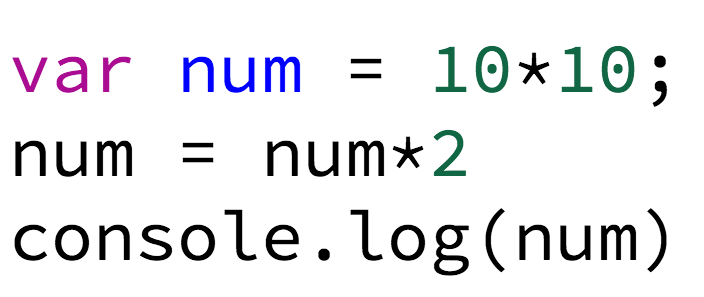 var num = 10*10;
num = num*2
console.log(num)